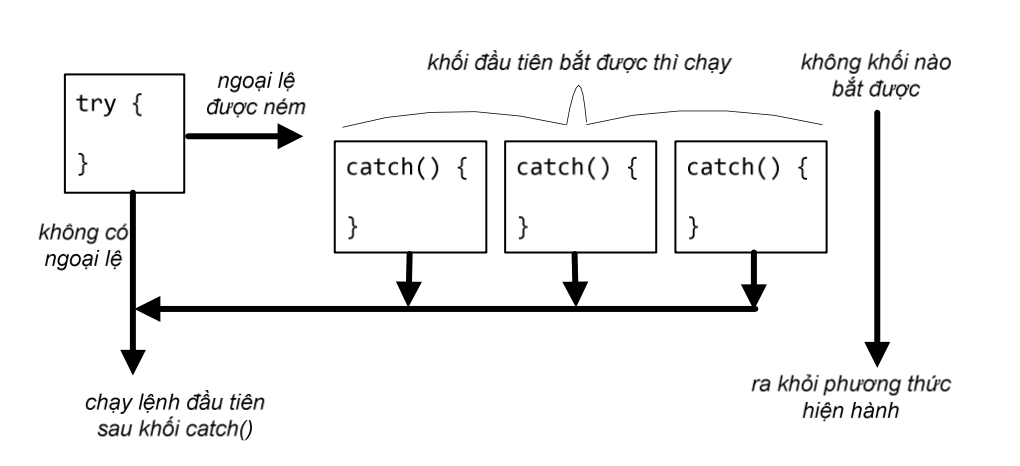 try {
}
ngoại lệ
được ném
khối đầu tiên bắt được thì chạy
không khối nào
bắt được
catch() {
}
catch() {
}
catch() {
}
không có
ngoại lệ
chạy lệnh đầu tiên
sau khối catch()
ra khỏi phương thức
hiện hành